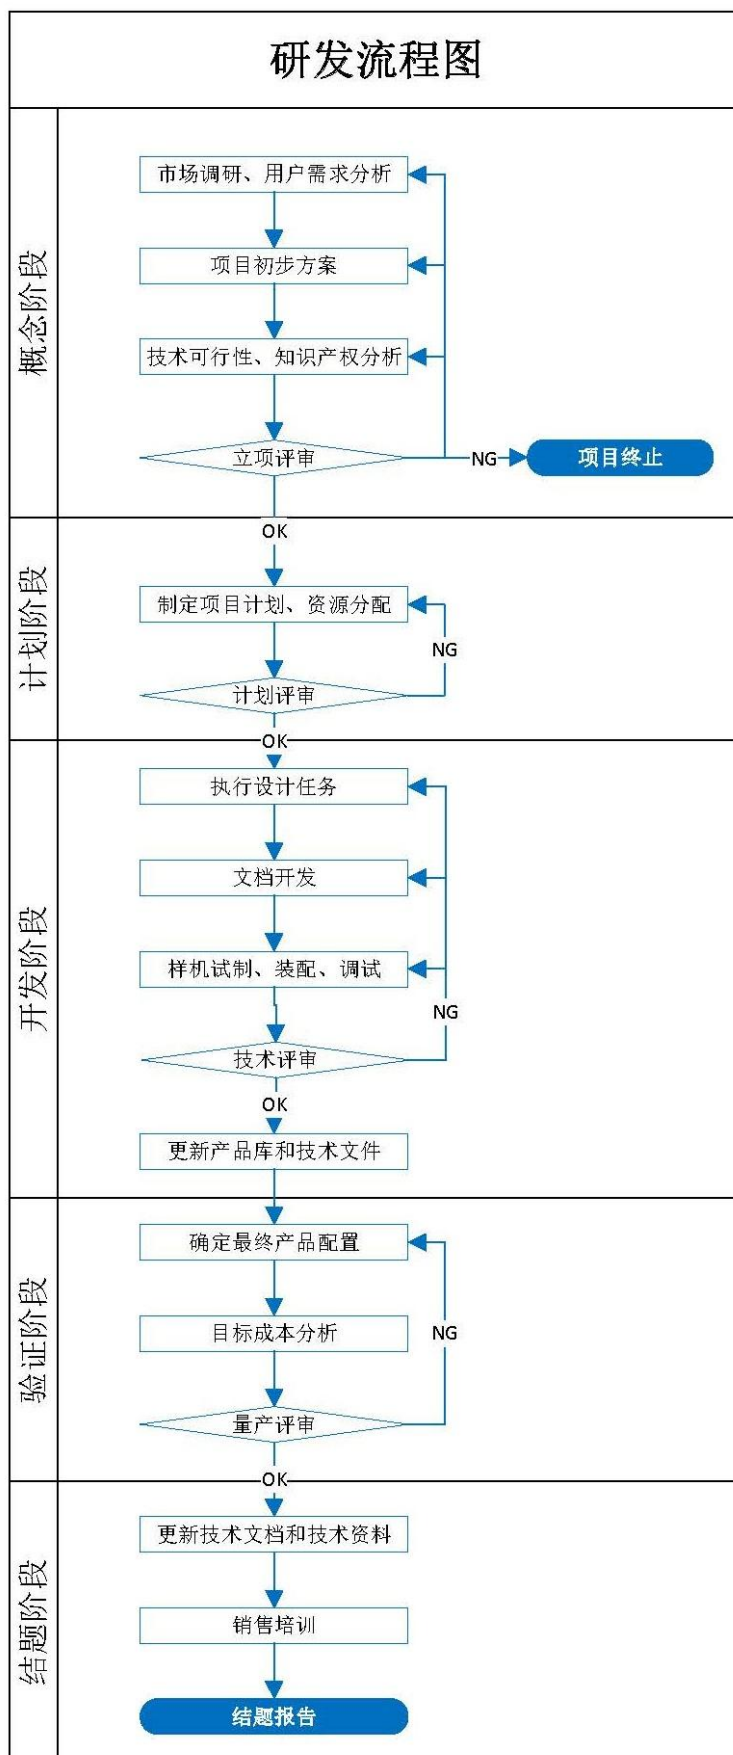 研发流程图
概念阶段
市场调研、用户需求分析
项目初步方案
技术可行性、知识产权分析
立项评审
NG
项目终止
OK
计划阶段
制定项目计划、资源分配
NG
计划评审
OK
开发阶段
执行设计任务
文档开发
样机试制、装配、调试
NG
技术评审
OK
更新产品库和技术文件
验证阶段
确定最终产品配置
目标成本分析
NG
量产评审
OK
结题阶段
更新技术文档和技术资料
销售培训
结题报告